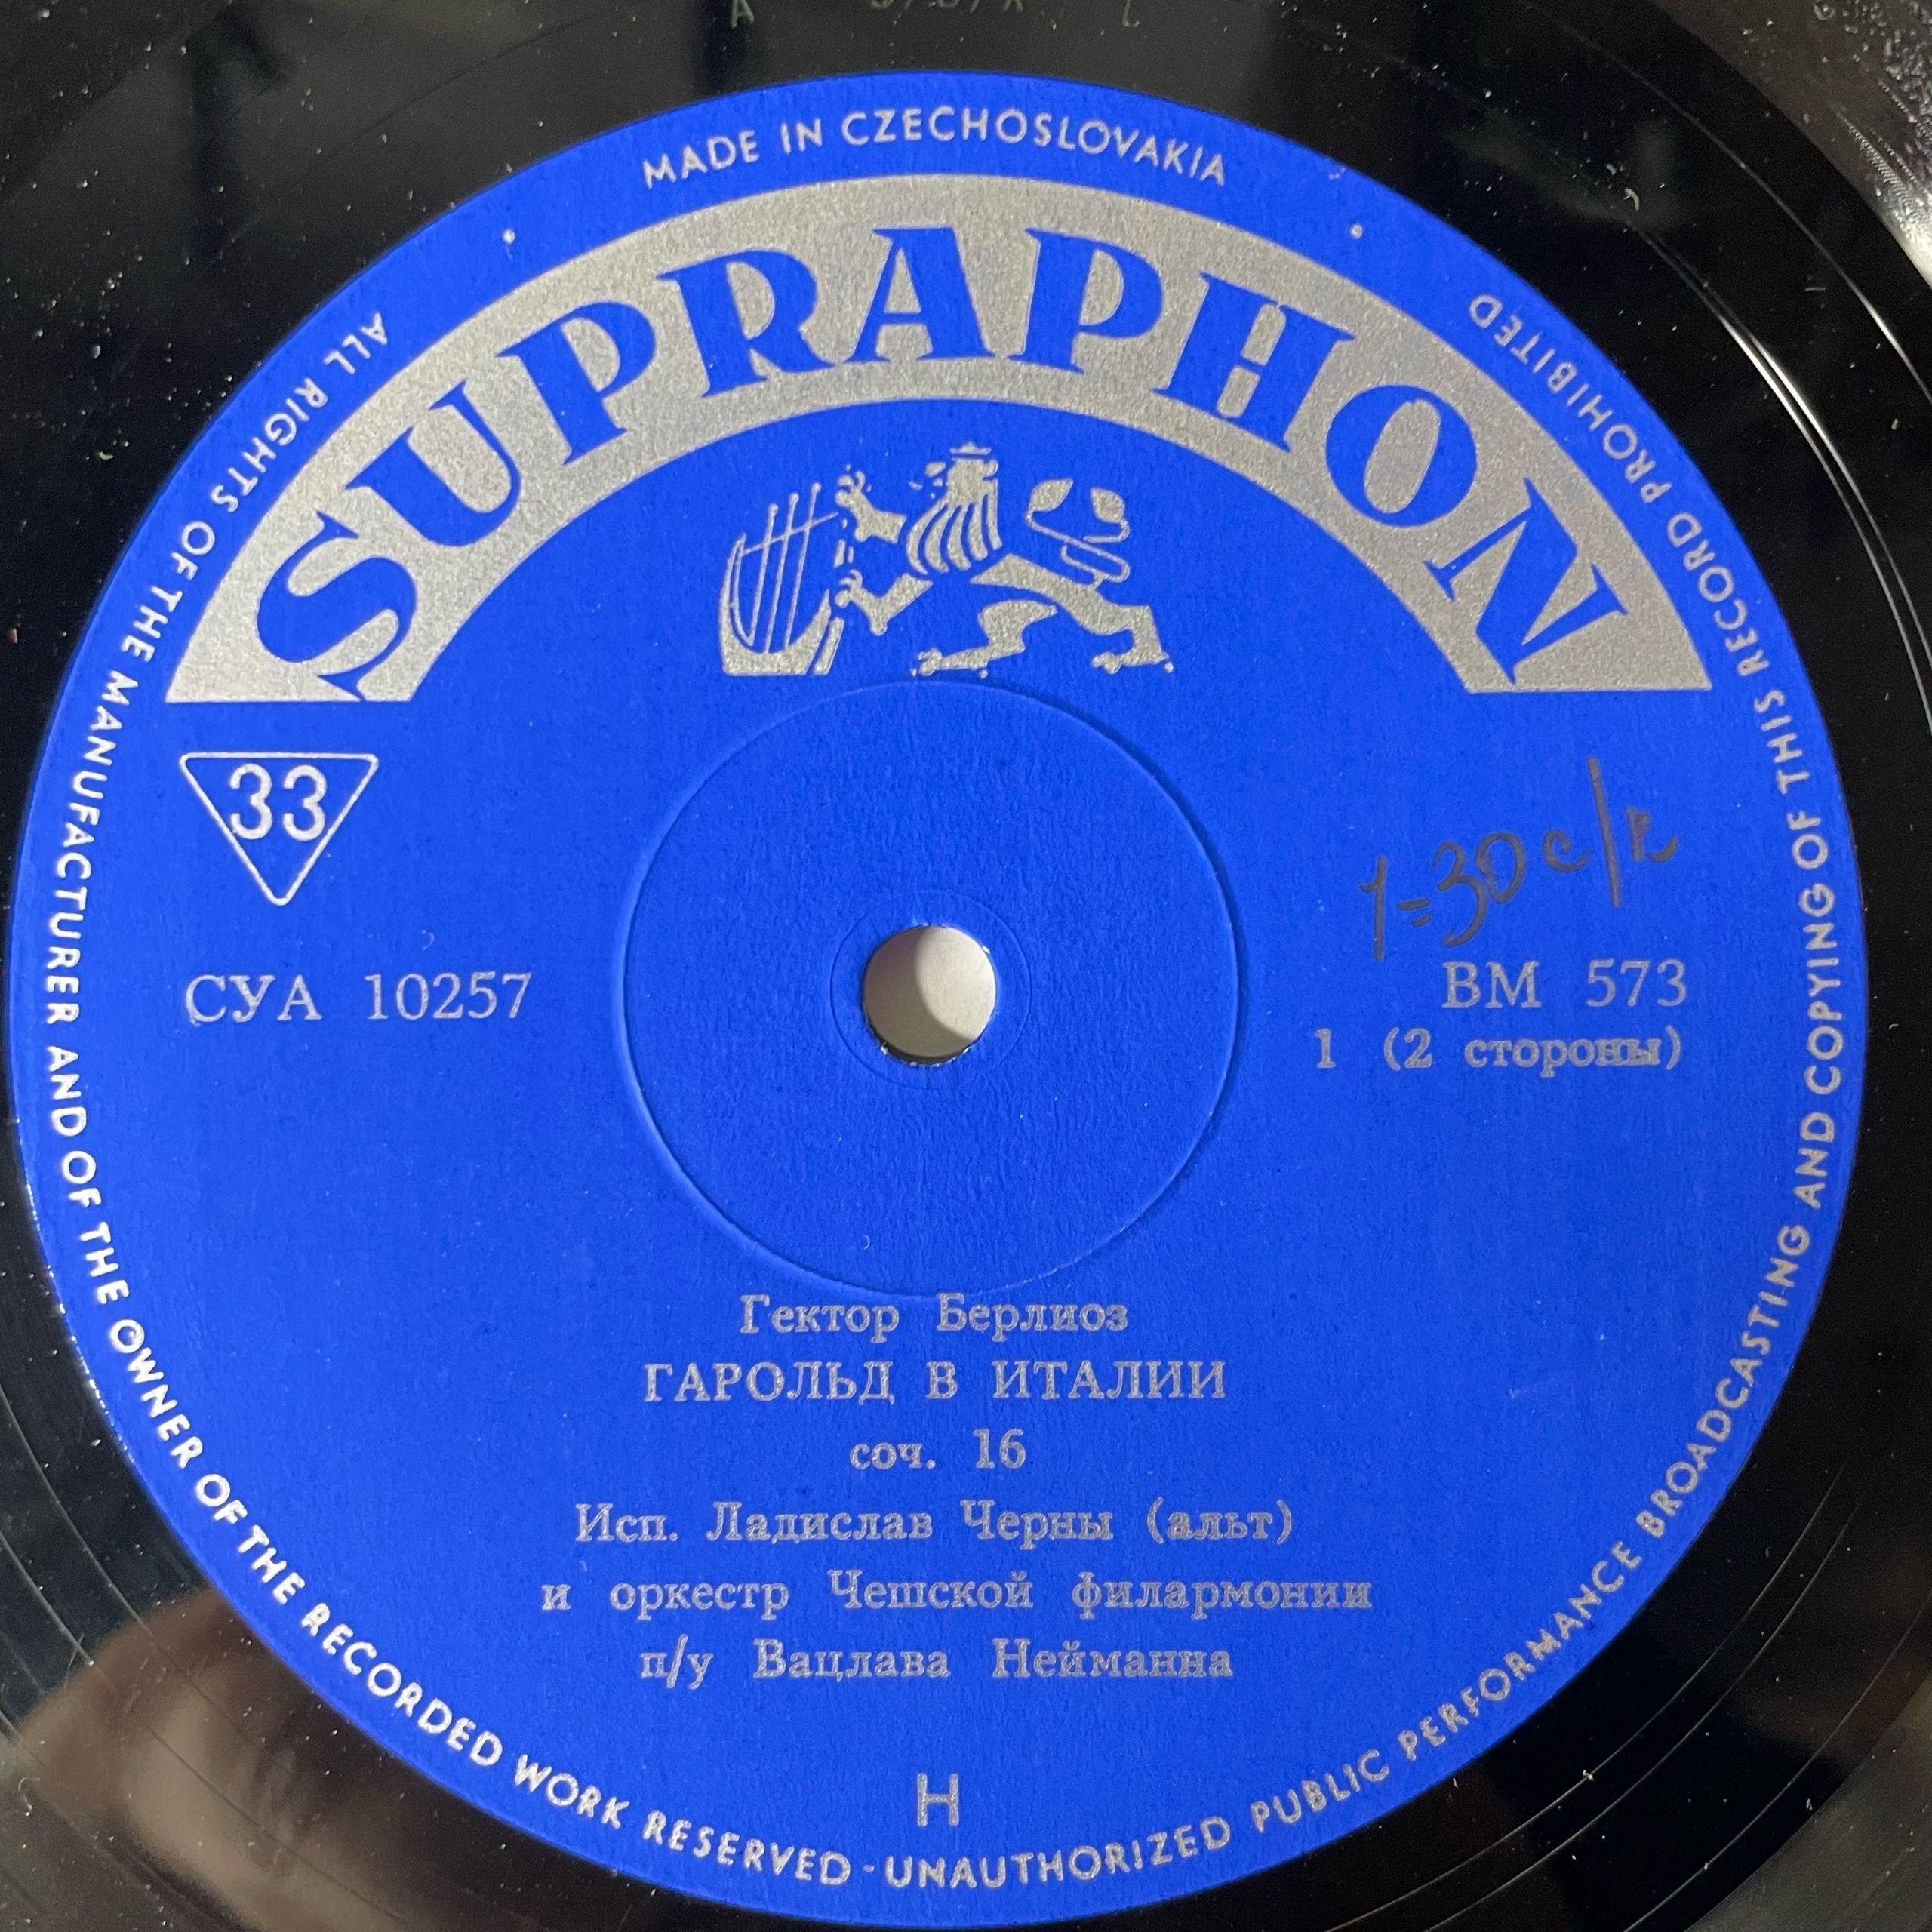 MADE IN CZECHOSLOVAKIA
SUPRAPHON
33
СУА 10257
1=30
ВМ 573
1 (2 стороны)
Гектор Берлиоз
ГАРОЛЬД В ИТАЛИИ
соч. 16
Исп. Ладислав Черны (альт)
и оркестр Чешской филармонии
п/у Вацлава Нейманна
H
ALL RIGHTS OF THE MANUFACTURER AND OF THE OWNER OF THE RECORDED WORK RESERVED - UNAUTHORIZED PUBLIC PERFORMANCE BROADCASTING AND COPYING OF THIS RECORD PROHIBITED